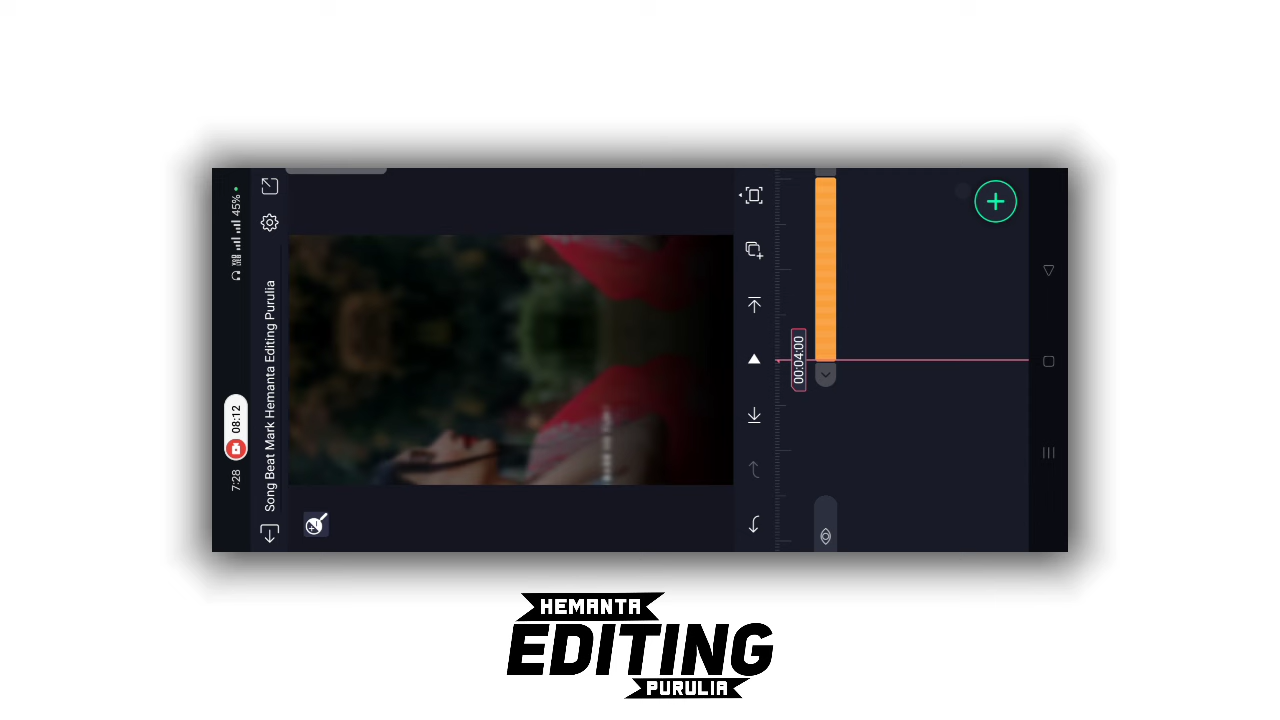 7:28
08:12
45%
Song Beat Mark Hemanta Editing Purulia
00:04:00
HEMANTA
EDITING
PURULIA